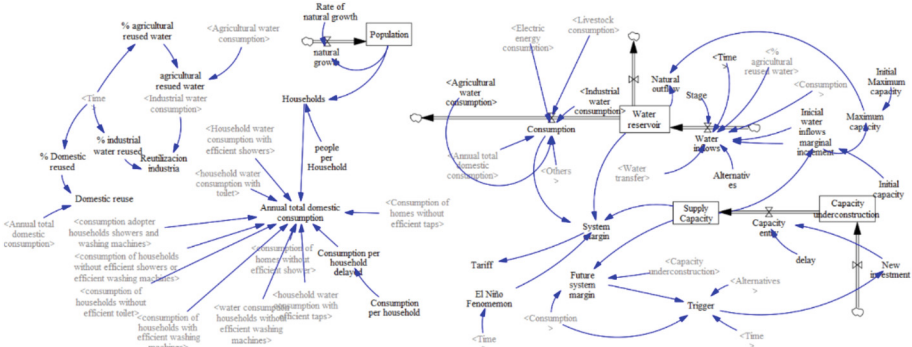 Rate of
natural growth
% agricultural
reused water
<Agricultural water
consumption>
Population
natural
growth
agricultural
resued water
<Time
<Industrial water
consumption>
Households
% industrial
water reused
<Household water
consumption with
efficient showers>
people
per
Household
% Domestic
reused
Reutilizacion
industria
<household water
consumption with
toilet>
Domestic reuse
Annual total domestic
consumption
<Consumption of
homes without
efficient taps>
<Annual total
domestic
consumption>
<consumption adopter
households showers and
washing machines>
<consumption of households
without efficient showers or
efficient washing machines>
<consumption of
homes without
efficient shower>
Consumption per
household
delayed
<consumption of
households without
efficient toilet>
<household water
consumption with
efficient taps>
Consumption
per household
<consumption of
households with
efficient washing
machines>
<water consumption
households without
efficient washing
machines>
<Electric
energy
consumption>
<Livestock
consumption>
<Time
>
<%
agricultural
reused water>
Initial
Maximum
capacity
<Agricultural
water
consumption>
<Industrial water
consumption>
Natural
outflow
Stage
<Consumption
>
Maximum
capacity
Consumption
Water
reservoir
Water
inflows
Inicial
water
inflows
marginal
increment
<Annual total
domestic
consumption>
<Others
>
<Water
transfer>
Alternativ
es
Initial
capacity
Supply
Capacity
Capacity
underconstruction
System
margin
Capacity
entry
Tariff
delay
Future
system
margin
<Capacity
underconstruction>
New
investment
El Niño
Fenomemon
<Alternatives
>
Trigger
<Consumption
>
<Time
>
<Time
>